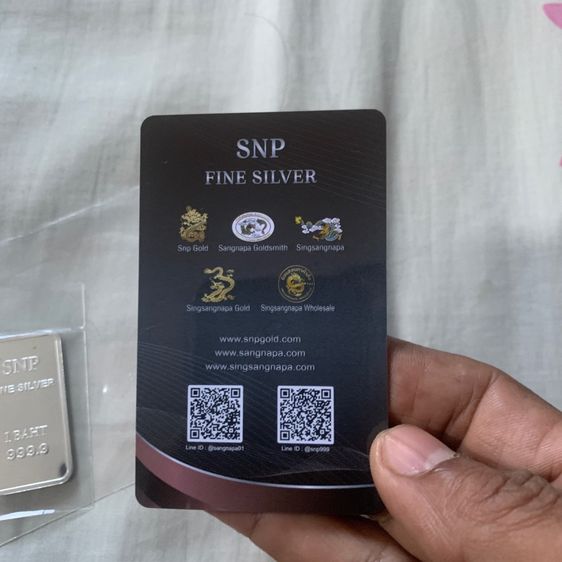 SNP
FINE SILVER
Snp Gold
Sangnapa Goldsmith
Singsangnapa
Singsangnapa Gold
Singsangnapa Wholesale
www.snpgold.com
www.sangnapa.com
www.singsangnapa.com
Line ID : @sangnapa01
Line ID : @snp999
SNP
NE SILVER
1 BAHT
999.9